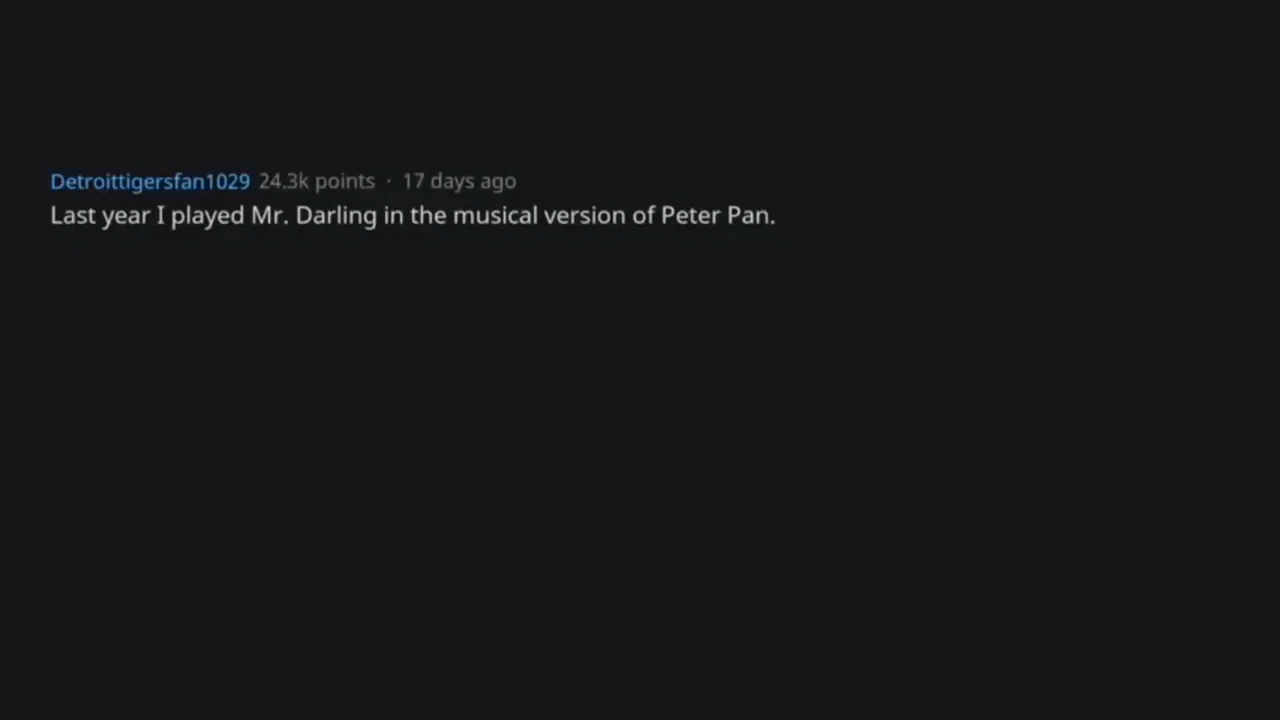 Detroittigersfan1029 24.3k points · 17 days ago
Last year I played Mr. Darling in the musical version of Peter Pan.